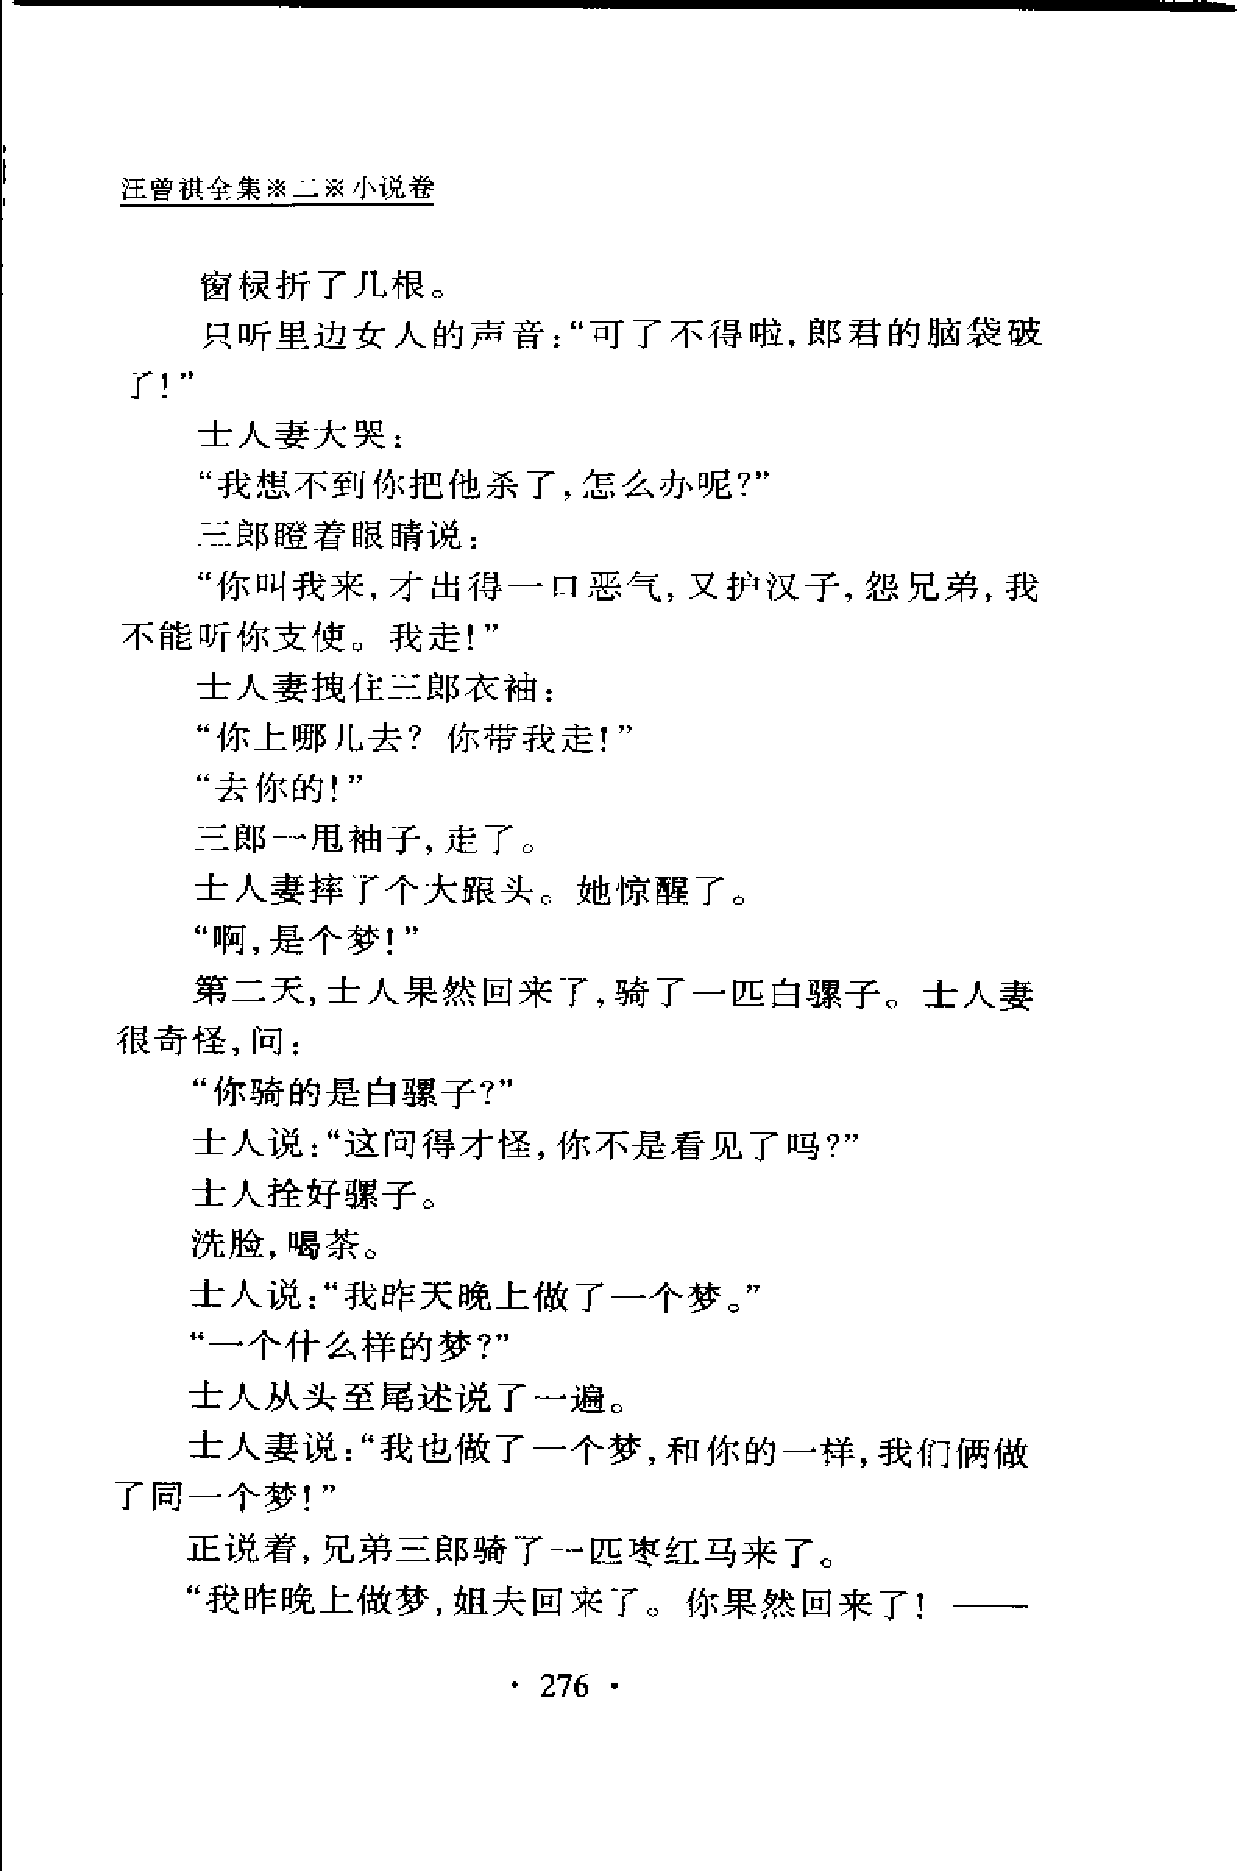 汪曾祺全集※二※小说卷
窗棂折了几根。
只听里边女人的声音：“可了不得啦，郎君的脑袋破
了！”
士人妻大哭：
“我想不到你把他杀了，怎么办呢？”
三郎瞪着眼睛说：
“你叫我来，才出得一口恶气，又护汉子，怨兄弟，我
不能听你支使。我走！”
士人妻拽住三郎衣袖：
“你上哪儿去？你带我走！”
“去你的！”
三郎一甩袖子，走了。
士人妻摔了个大跟头。她惊醒了。
“啊，是个梦！”
第二天，士人果然回来了，骑了一匹白骡子。士人妻
很奇怪，问：
“你骑的是白骡子？”
士人说：“这问得才怪，你不是看见了吗？”
士人拴好骡子。
洗脸，喝茶。
士人说：“我昨天晚上做了一个梦。”
“一个什么样的梦？”
士人从头至尾述说了一遍。
士人妻说：“我也做了一个梦，和你的一样，我们俩做
了同一个梦！”
正说着，兄弟三郎骑了一匹枣红马来了。
“我昨晚上做梦，姐夫回来了。你果然回来了！——
· 276 ·